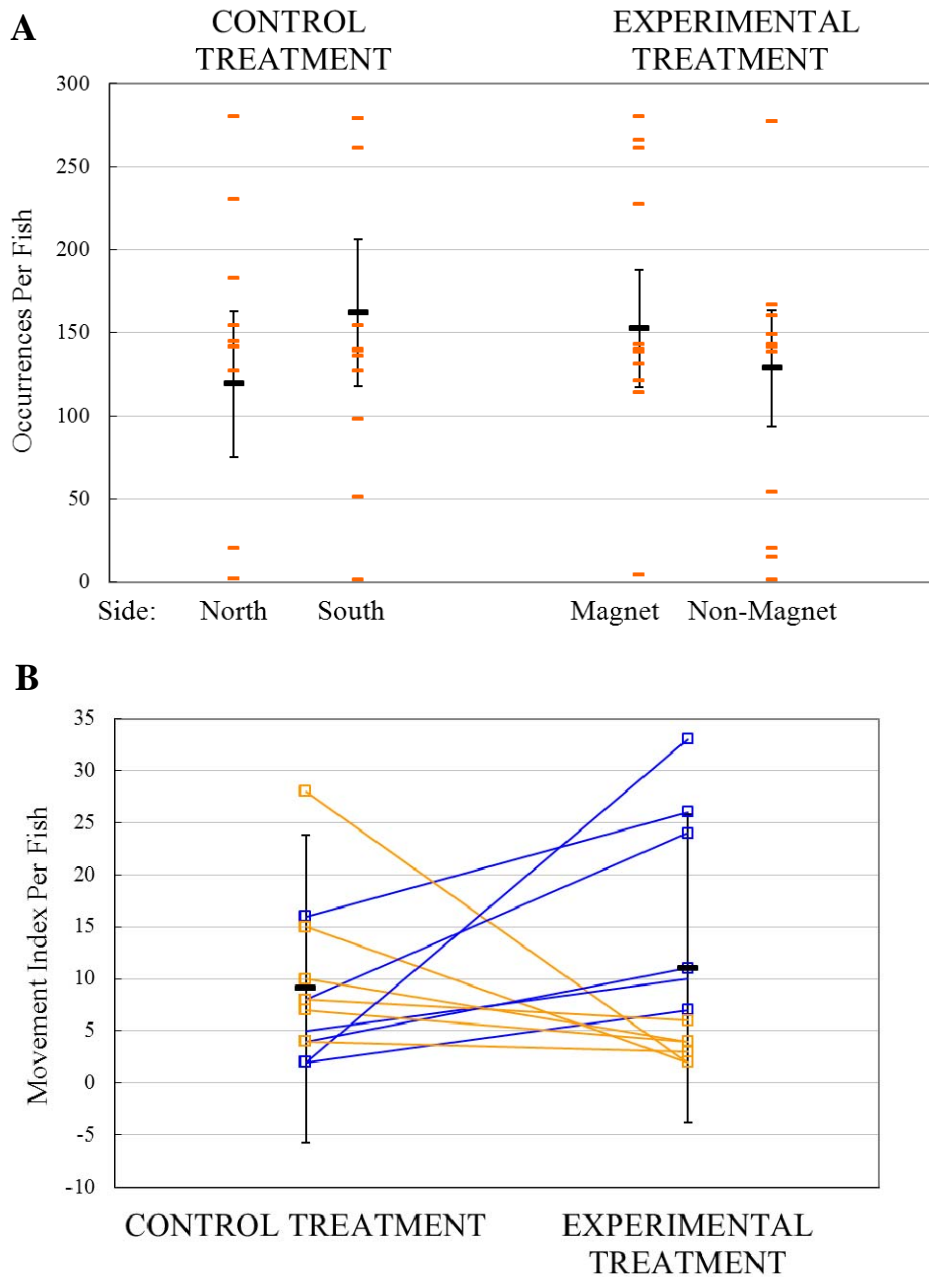 A
CONTROL
TREATMENT
EXPERIMENTAL
TREATMENT
300
250
200
150
100
50
0
Occurrences Per Fish
Side: North South Magnet Non-Magnet
B
35
30
25
20
15
10
5
0
-5
-10
Movement Index Per Fish
CONTROL TREATMENT
EXPERIMENTAL
TREATMENT